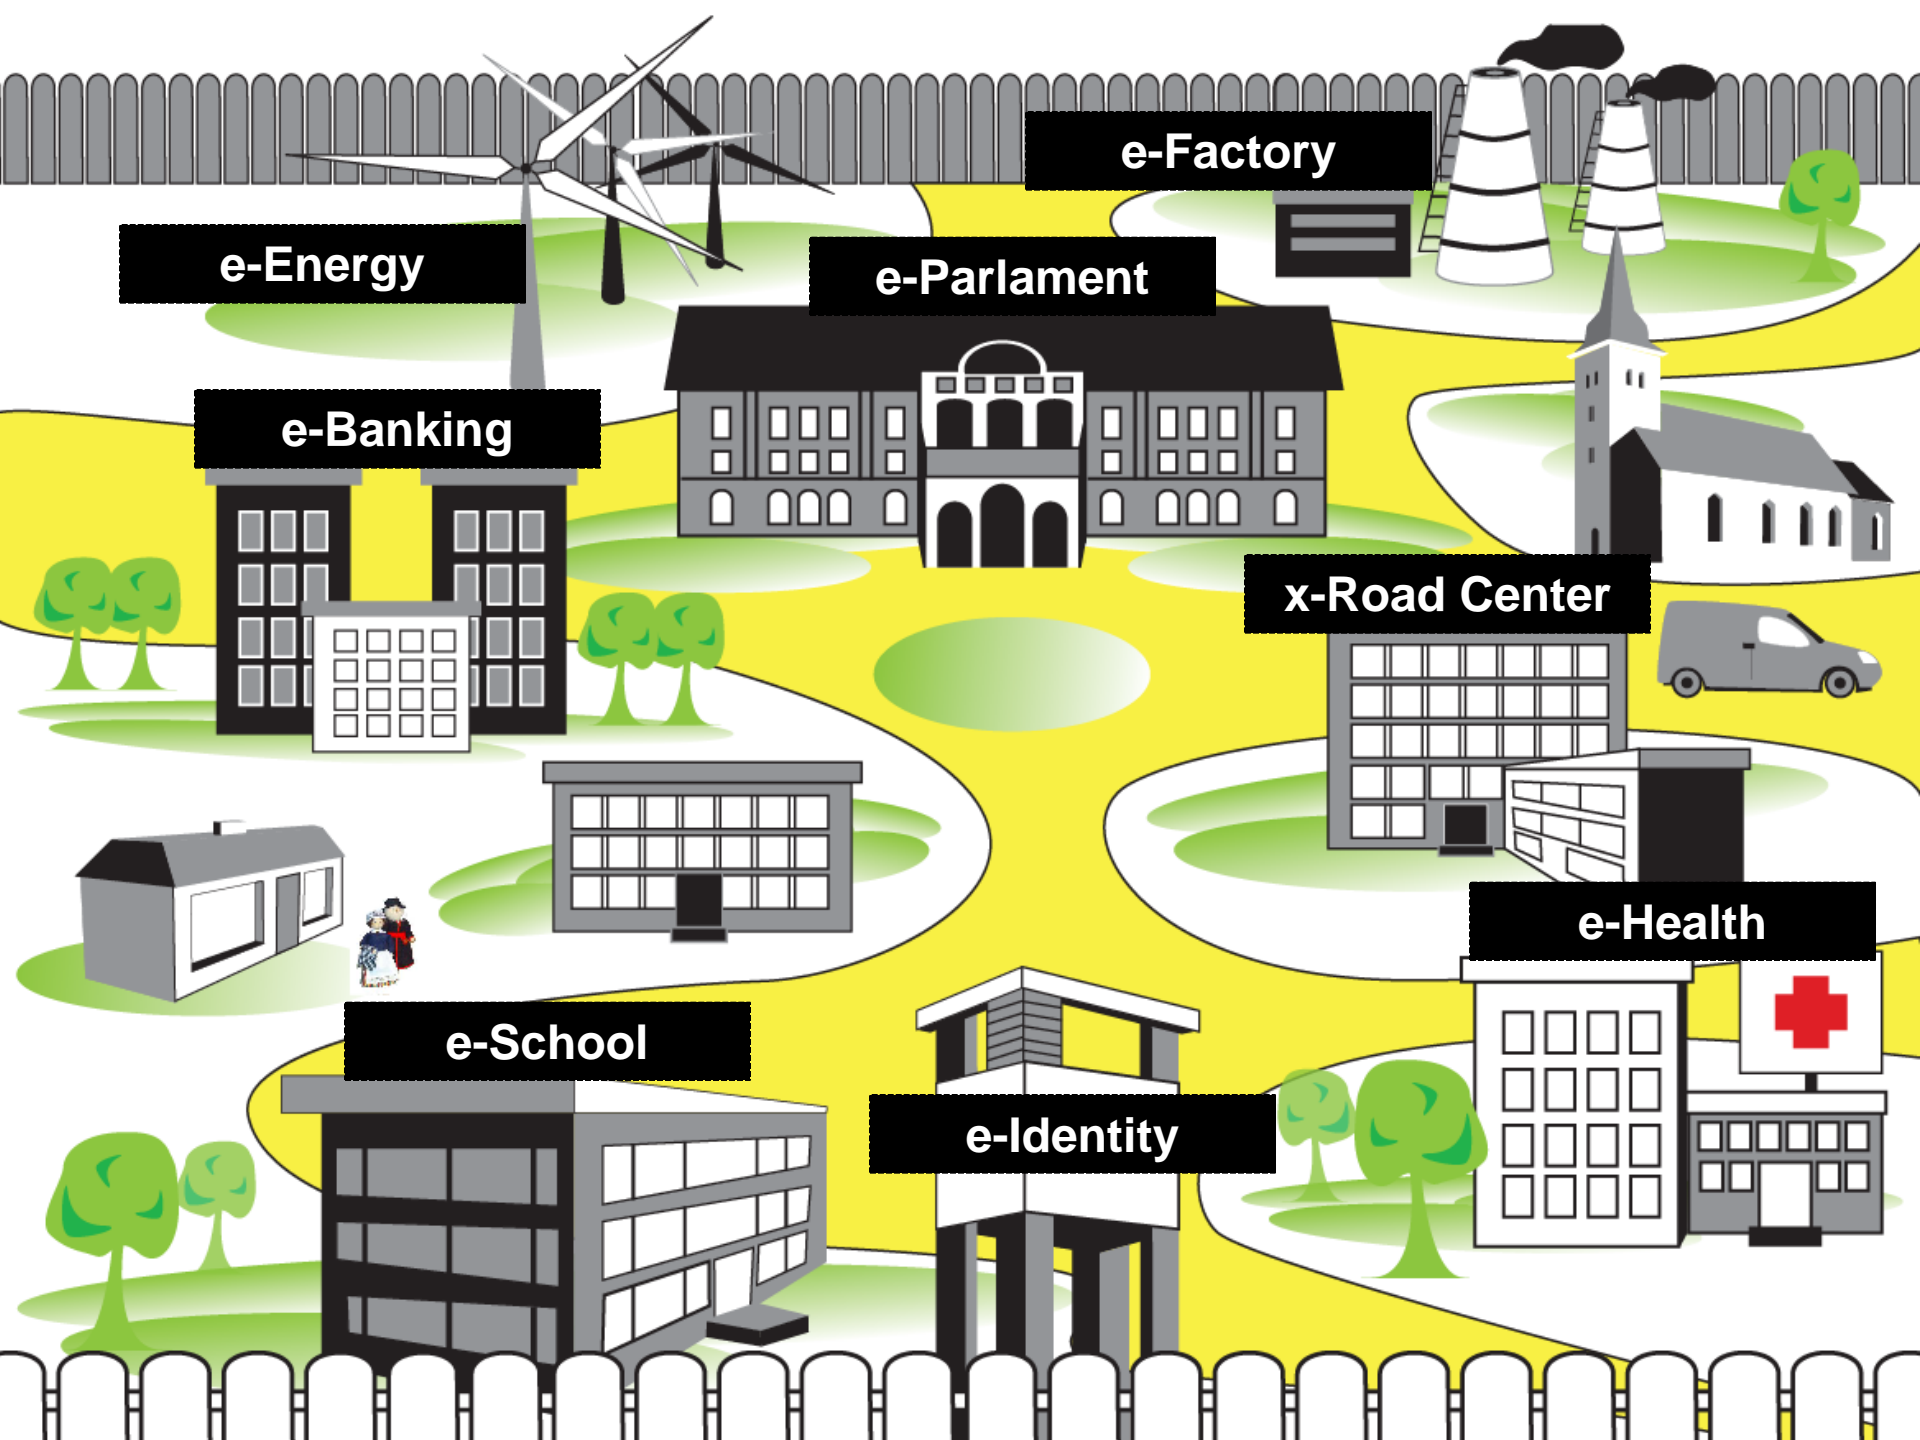 e-Factory
e-Energy
e-Parlament
e-Banking
x-Road Center
e-Health
e-School
e-Identity